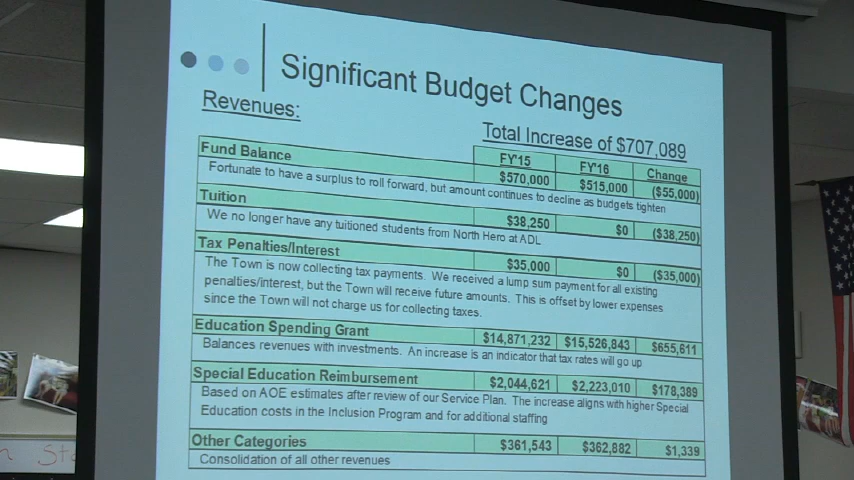 Significant Budget Changes
Revenues:
Total Increase of $707,089
FY'15 FY'16 Change
Fund Balance $570,000 $515,000 ($55,000)
Fortunate to have a surplus to roll forward, but amount continues to decline as budgets tighten
Tuition $38,250 $0 ($38,250)
We no longer have any tuitioned students from North Hero at ADL
Tax Penalties/Interest $35,000 $0 ($35,000)
The Town is now collecting tax payments. We received a lump sum payment for all existing
penalties/interest, but the Town will receive future amounts. This is offset by lower expenses
since the Town will not charge us for collecting taxes.
Education Spending Grant $14,871,232 $15,526,843 $655,611
Balances revenues with investments. An increase is an indicator that tax rates will go up
Special Education Reimbursement $2,044,621 $2,223,010 $178,389
Based on AOE estimates after review of our Service Plan. The increase aligns with higher Special
Education costs in the Inclusion Program and for additional staffing
Other Categories $361,543 $362,882 $1,339
Consolidation of all other revenues